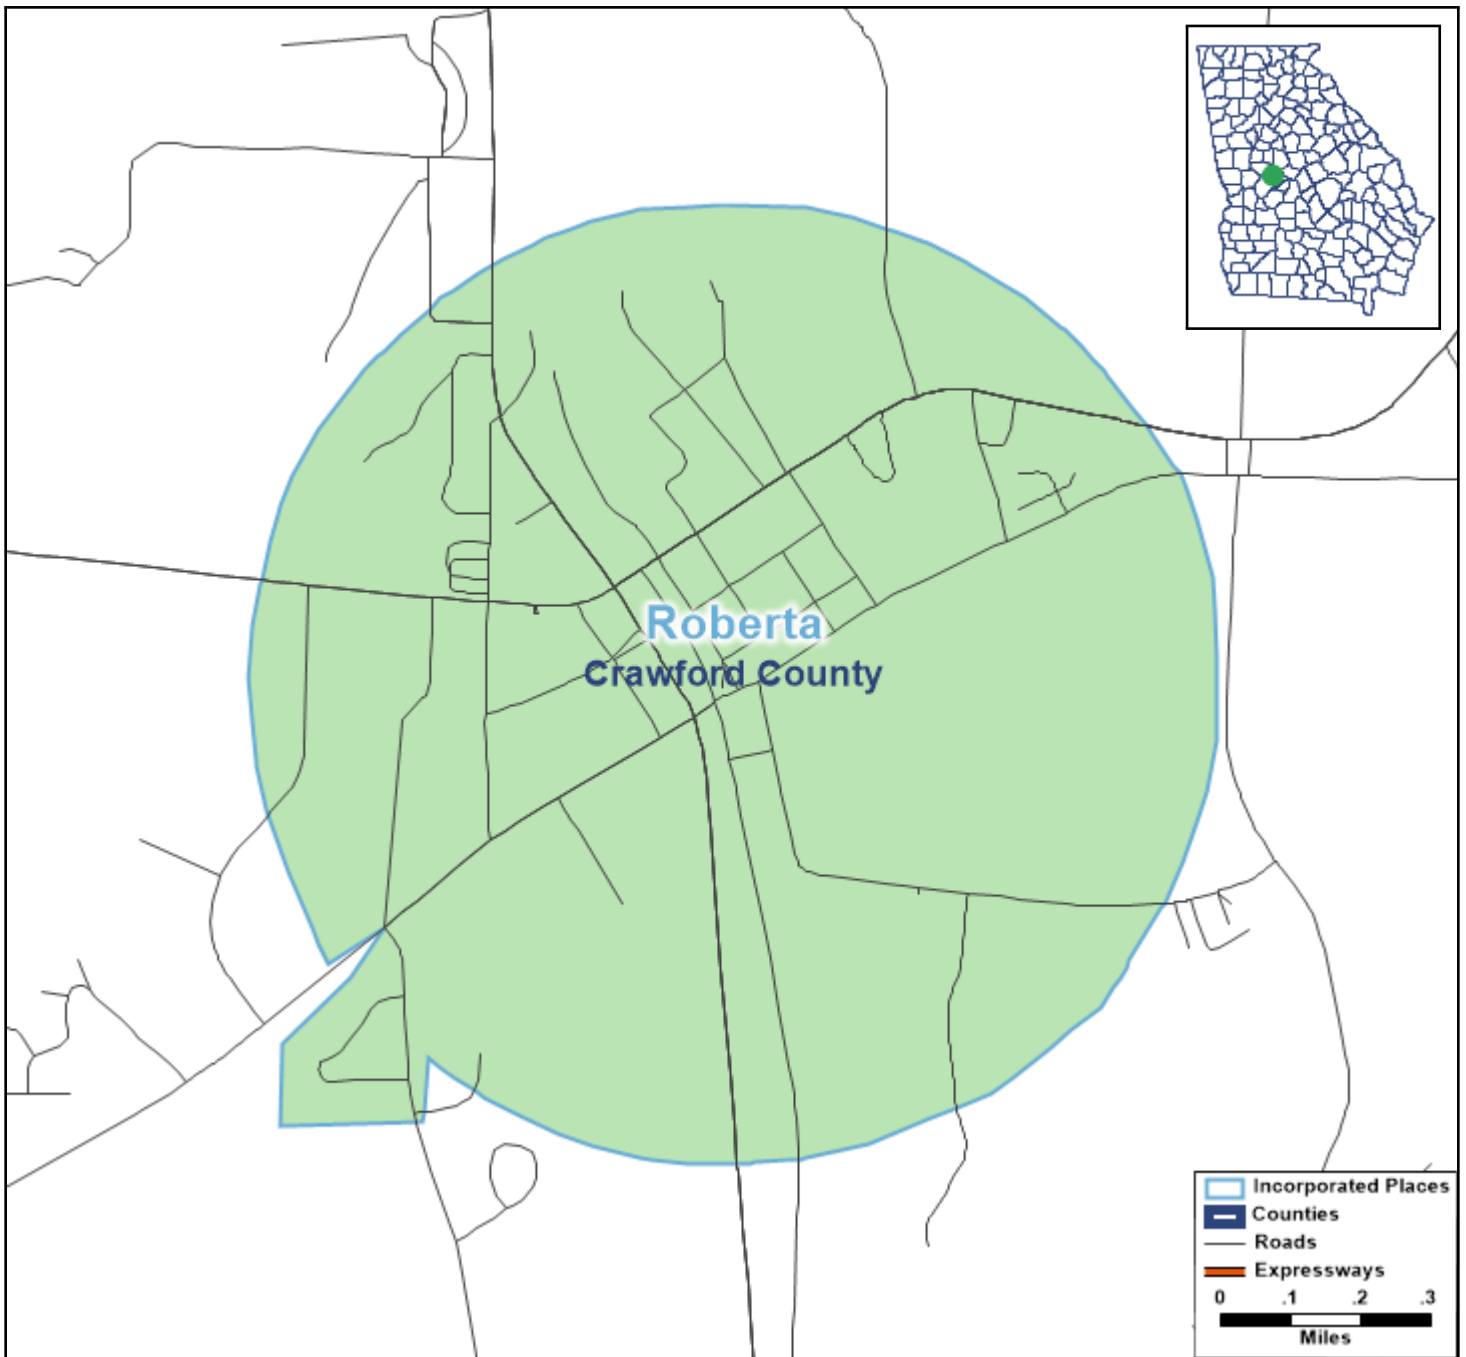 Roberta
Crawford County
Incorporated Places
Counties
Roads
Expressways
0 .1 .2 .3
Miles